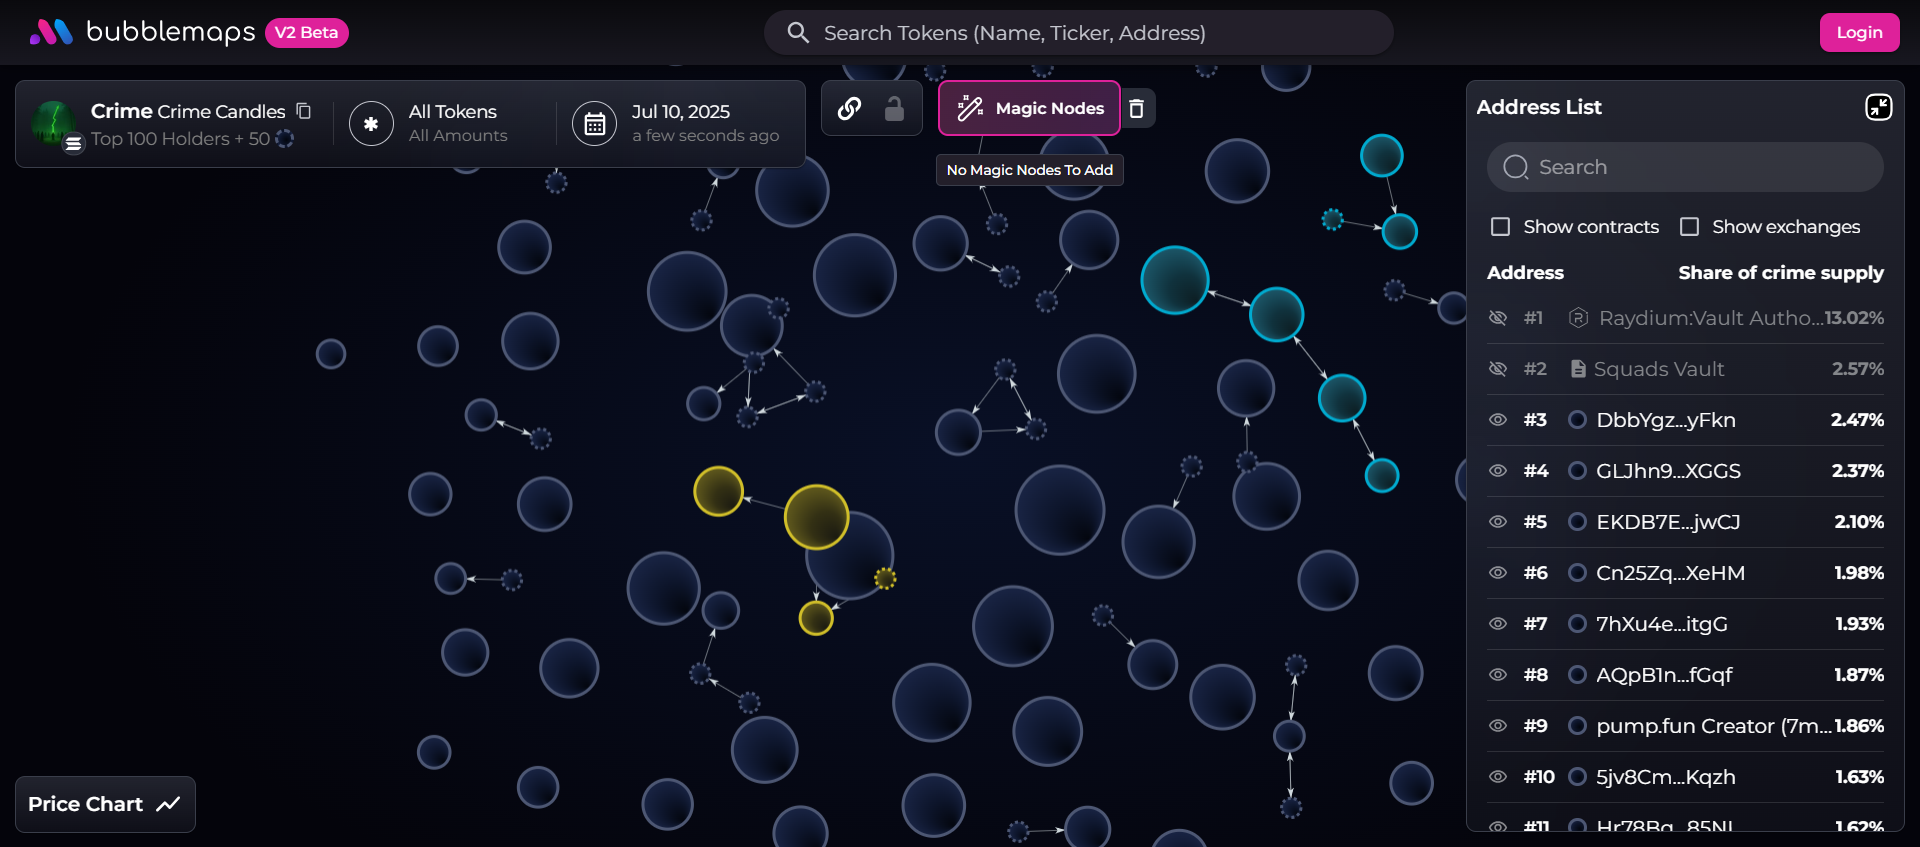 bubblemaps V2 Beta
Search Tokens (Name, Ticker, Address)
Login
Crime Crime Candles
Top 100 Holders + 50
All Tokens
All Amounts
Jul 10, 2025
a few seconds ago
Magic Nodes
No Magic Nodes To Add
Address List
Search
Show contracts
Show exchanges
Address Share of crime supply
#1 Raydium:Vault Autho...13.02%
#2 Squads Vault 2.57%
#3 DbbYgz...yFkn 2.47%
#4 GLJhn9...XGGS 2.37%
#5 EKDB7E...jwCJ 2.10%
#6 Cn25Zq...XeHM 1.98%
#7 7hXu4e...itgG 1.93%
#8 AQpB1n...fGqf 1.87%
#9 pump.fun Creator (7m... 1.86%
#10 5jv8Cm...Kqzh 1.63%
#11 1.62%
Price Chart